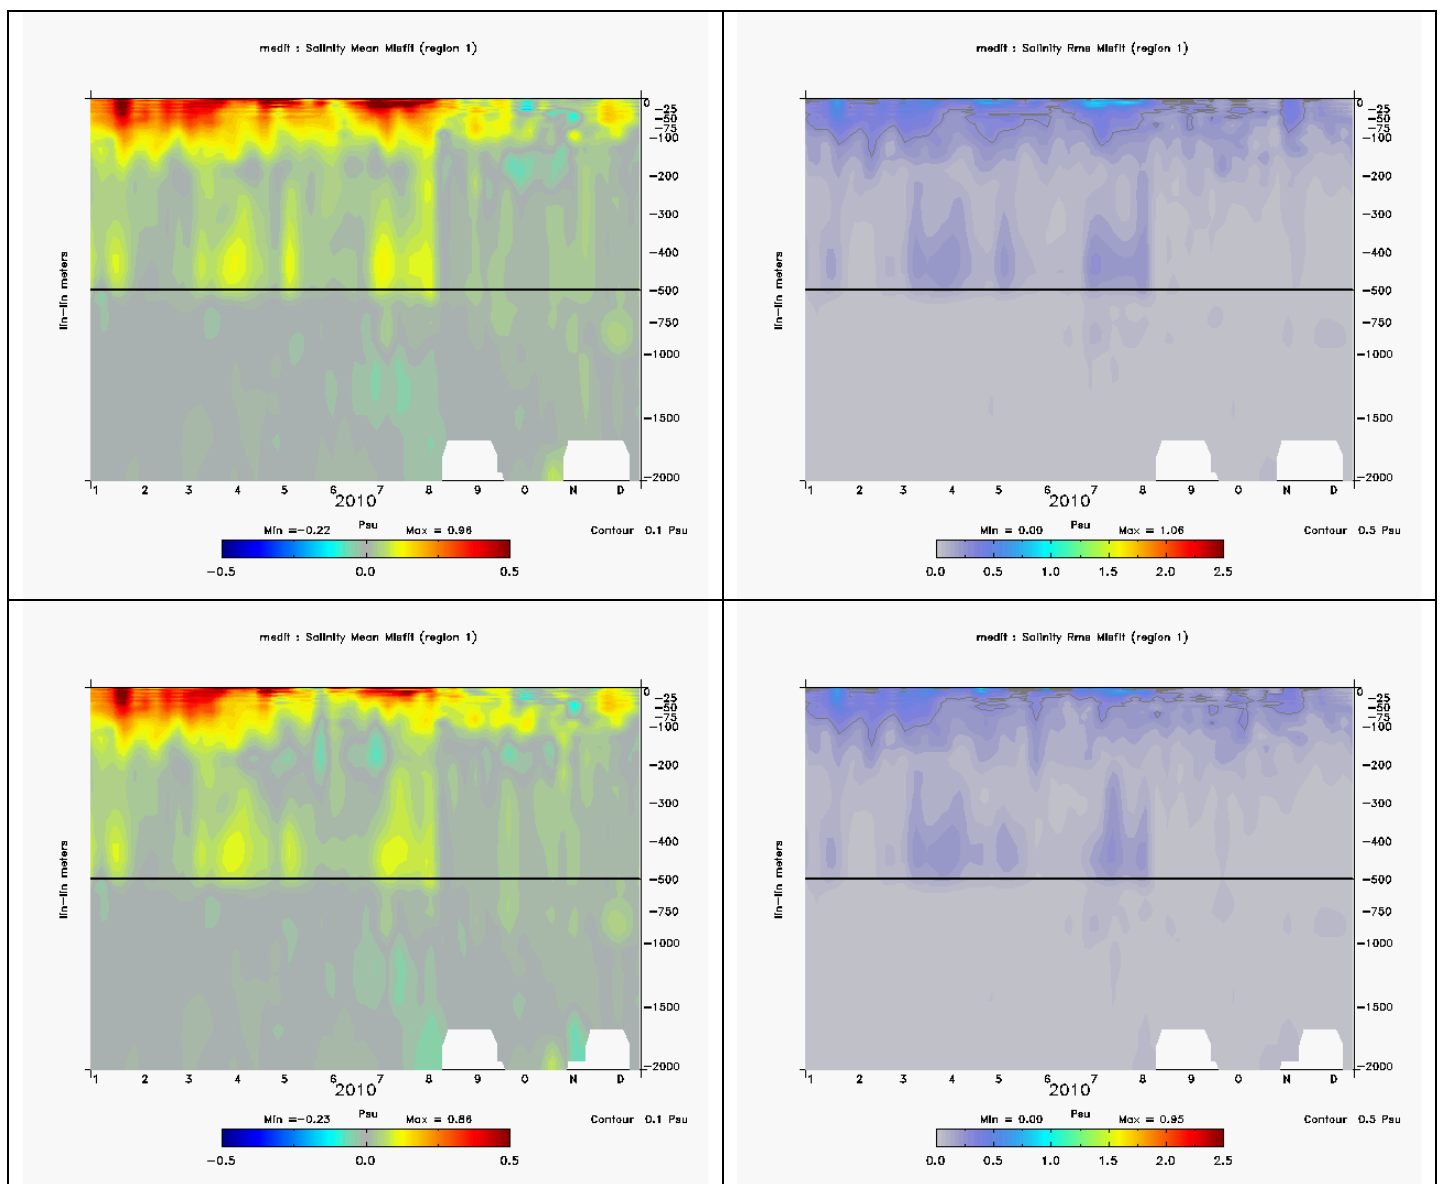 medit : Salinity Mean Misfit (region 1)
0
−25
−50
−75
−100
−200
−300
−400
−500
−750
−1000
−1500
−2000
lin−lin meters
1 2 3 4 5 6 7 8 9 O N D
2010
Min =−0.22 Psu Max = 0.96 Contour 0.1 Psu
−0.5 0.0 0.5
medit : Salinity Rms Misfit (region 1)
0
−25
−50
−75
−100
−200
−300
−400
−500
−750
−1000
−1500
−2000
lin−lin meters
1 2 3 4 5 6 7 8 9 O N D
2010
Min = 0.00 Psu Max = 1.06 Contour 0.5 Psu
0.0 0.5 1.0 1.5 2.0 2.5
medit : Salinity Mean Misfit (region 1)
0
−25
−50
−75
−100
−200
−300
−400
−500
−750
−1000
−1500
−2000
lin−lin meters
1 2 3 4 5 6 7 8 9 O N D
2010
Min =−0.23 Psu Max = 0.86 Contour 0.1 Psu
−0.5 0.0 0.5
medit : Salinity Rms Misfit (region 1)
0
−25
−50
−75
−100
−200
−300
−400
−500
−750
−1000
−1500
−2000
lin−lin meters
1 2 3 4 5 6 7 8 9 O N D
2010
Min = 0.00 Psu Max = 0.95 Contour 0.5 Psu
0.0 0.5 1.0 1.5 2.0 2.5